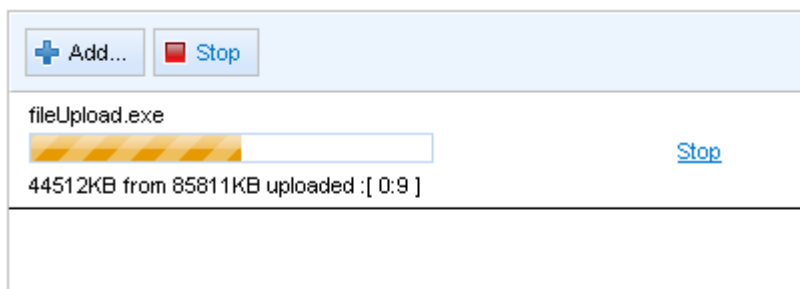 Add... Stop
fileUpload.exe
Stop
44512KB from 85811KB uploaded :[ 0:9 ]